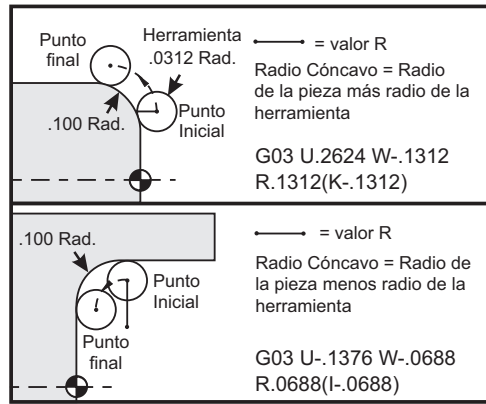 Punto
final
Herramienta
.0312 Rad.
.100 Rad.
Punto
Inicial
= valor R
Radio Cóncavo = Radio
de la pieza más radio de la
herramienta
G03 U.2624 W-.1312
R.1312(K-.1312)
.100 Rad.
Punto
Inicial
Punto
final
= valor R
Radio Cóncavo = Radio de
la pieza menos radio de la
herramienta
G03 U-.1376 W-.0688
R.0688(I-.0688)